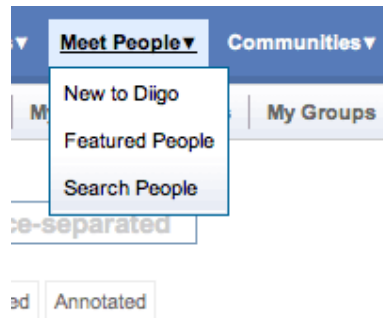 Meet People▾ Communities▾
New to Diigo
My Groups
Featured People
Search People
ce-separated
Annotated